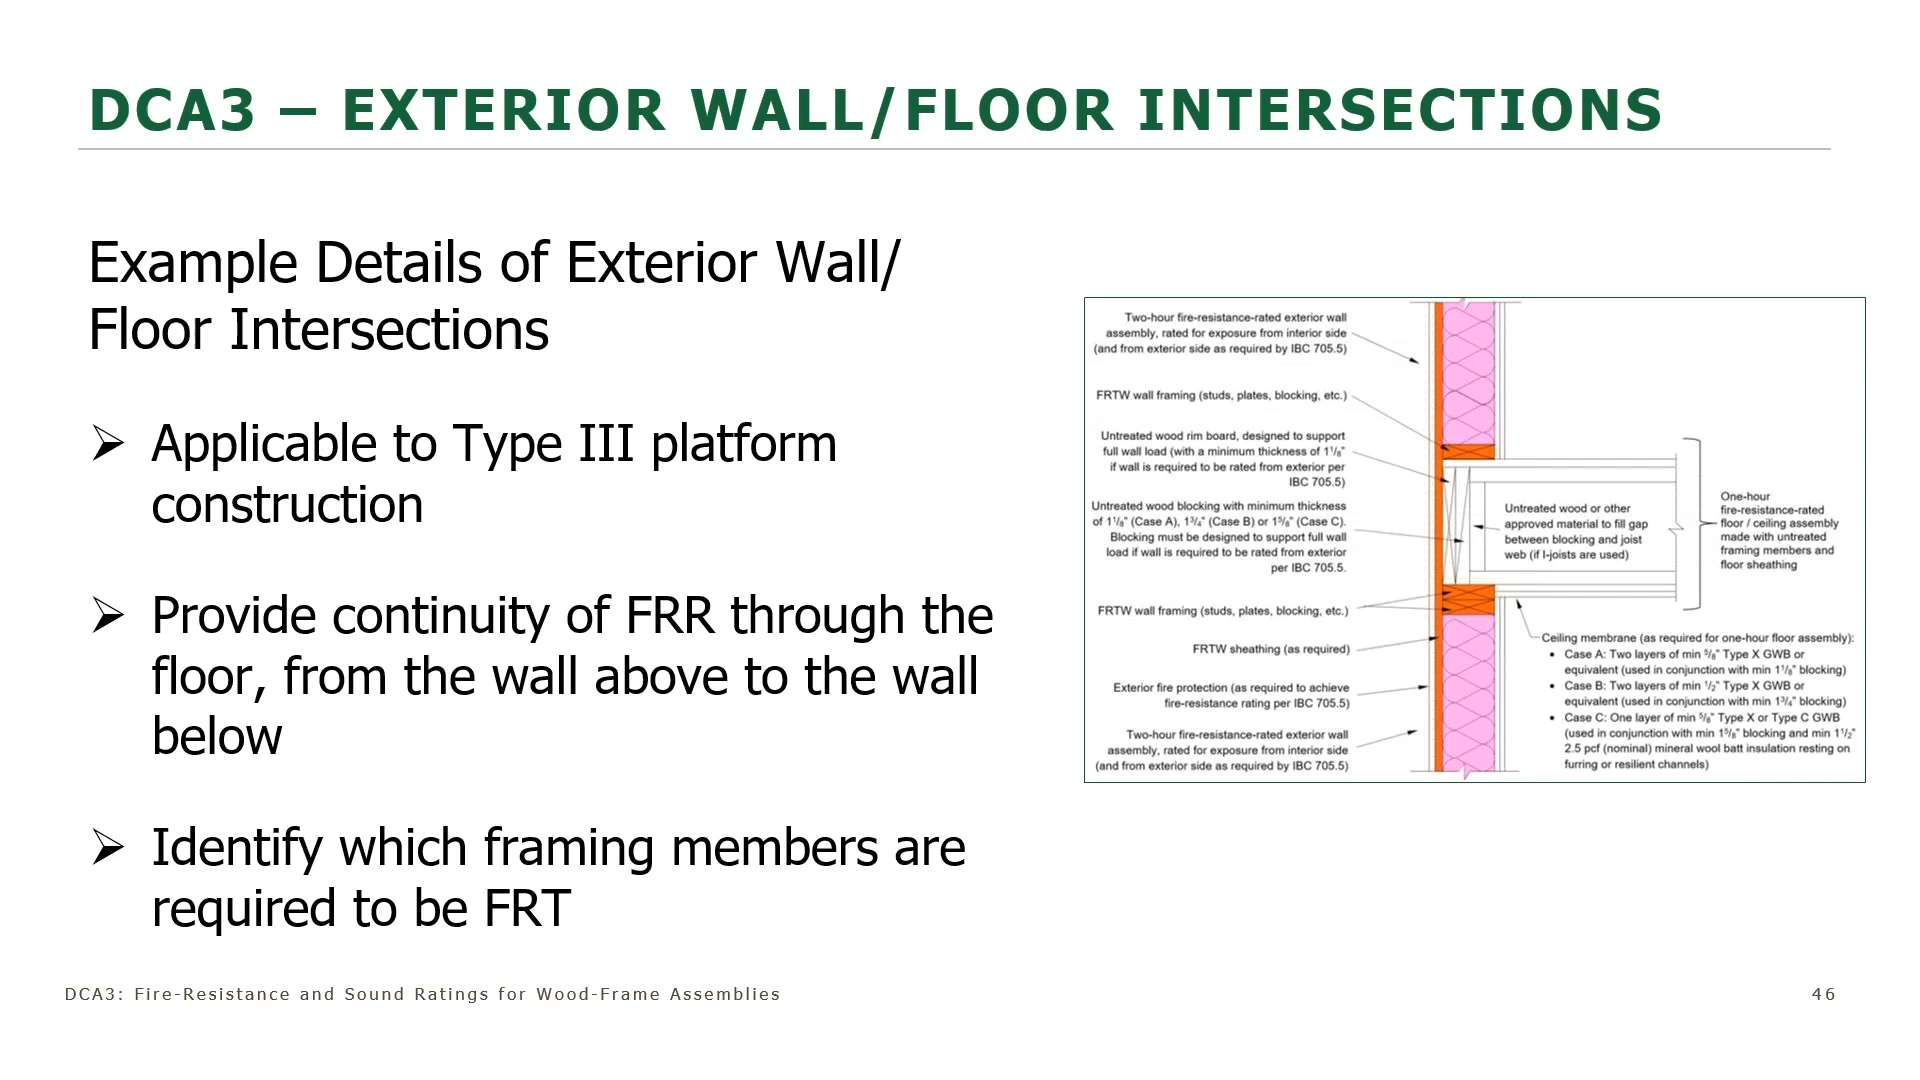 DCA3 – EXTERIOR WALL/FLOOR INTERSECTIONS
Example Details of Exterior Wall/
Floor Intersections
➢ Applicable to Type III platform
construction
➢ Provide continuity of FRR through the
floor, from the wall above to the wall
below
➢ Identify which framing members are
required to be FRT
Two-hour fire-resistance-rated exterior wall
assembly, rated for exposure from interior side
(and from exterior side as required by IBC 705.5)
FRTW wall framing (studs, plates, blocking, etc.)
Untreated wood rim board, designed to support
full wall load (with a minimum thickness of 1 1/8"
if wall is required to be rated from exterior per
IBC 705.5)
Untreated wood blocking with minimum thickness
of 1 1/8" (Case A), 1 3/4" (Case B) or 1 5/8" (Case C).
Blocking must be designed to support full wall
load if wall is required to be rated from exterior
per IBC 705.5.
FRTW wall framing (studs, plates, blocking, etc.)
FRTW sheathing (as required)
Exterior fire protection (as required to achieve
fire-resistance rating per IBC 705.5)
Two-hour fire-resistance-rated exterior wall
assembly, rated for exposure from interior side
(and from exterior side as required by IBC 705.5)
Untreated wood or other
approved material to fill gap
between blocking and joist
web (if I-joists are used)
One-hour
fire-resistance-rated
floor / ceiling assembly
made with untreated
framing members and
floor sheathing
Ceiling membrane (as required for one-hour floor assembly):
• Case A: Two layers of min 5/8" Type X GWB or
equivalent (used in conjunction with min 1 1/8" blocking)
• Case B: Two layers of min 1/2" Type X GWB or
equivalent (used in conjunction with min 1 3/4" blocking)
• Case C: One layer of min 5/8" Type X or Type C GWB
(used in conjunction with min 1 5/8" blocking and min 1 1/2"
2.5 pcf (nominal) mineral wool batt insulation resting on
furring or resilient channels)
DCA3: Fire-Resistance and Sound Ratings for Wood-Frame Assemblies
46